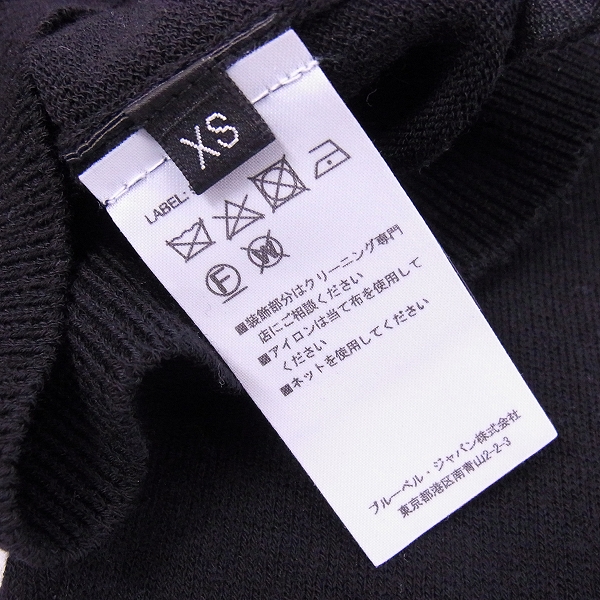 XS
LABEL:
F
W
■装飾部分はクリーニング専門
店にご相談ください
■アイロンは当て布を使用して
ください
■ネットを使用してください
ブルーベル・ジャパン株式会社
東京都港区南青山2-2-3